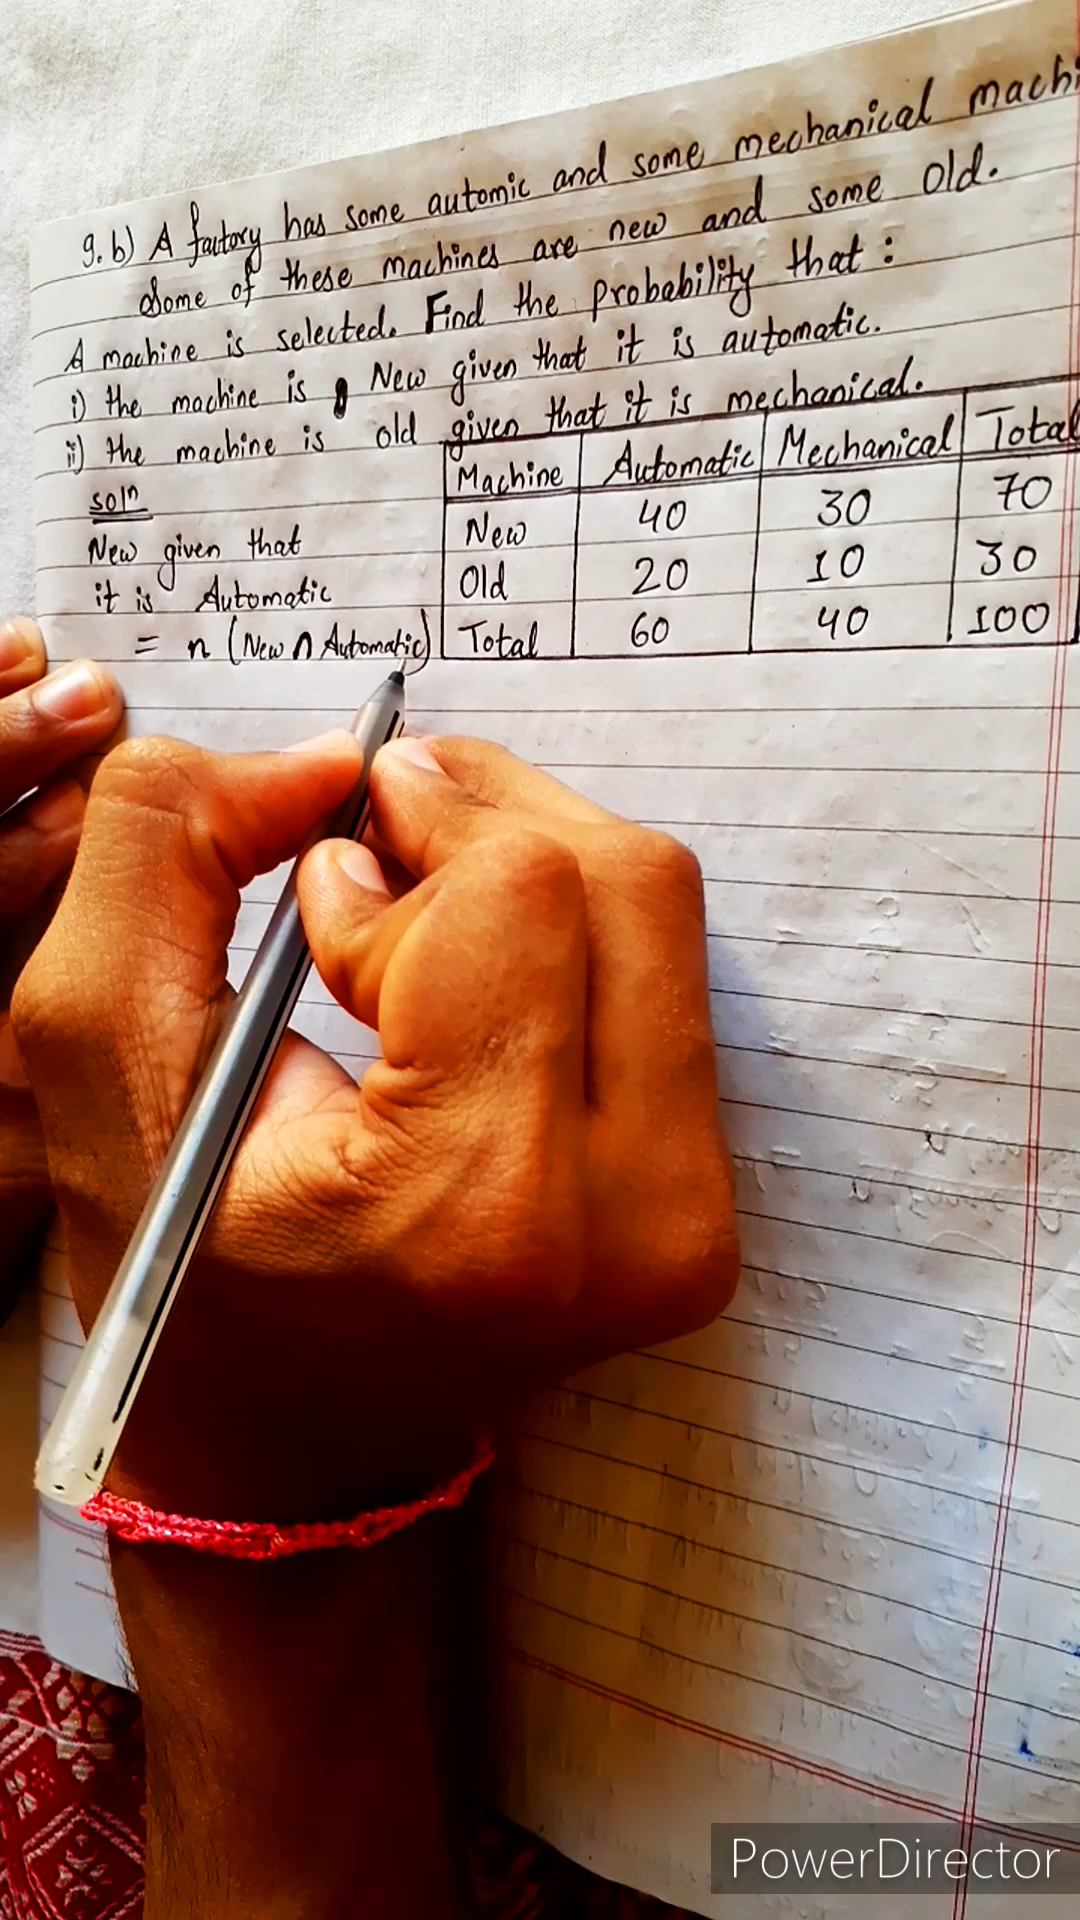 9. b) A factory has some automic and some mechanical machi
Some of these machines are new and some old.
A machine is selected. Find the probability that :
i) the machine is New given that it is automatic.
ii) the machine is old given that it is mechanical.
Machine Automatic Mechanical Total
New 40 30 70
Old 20 10 30
Total 60 40 100
soln
New given that
it is Automatic
= n (New ∩ Automatic)
PowerDirector